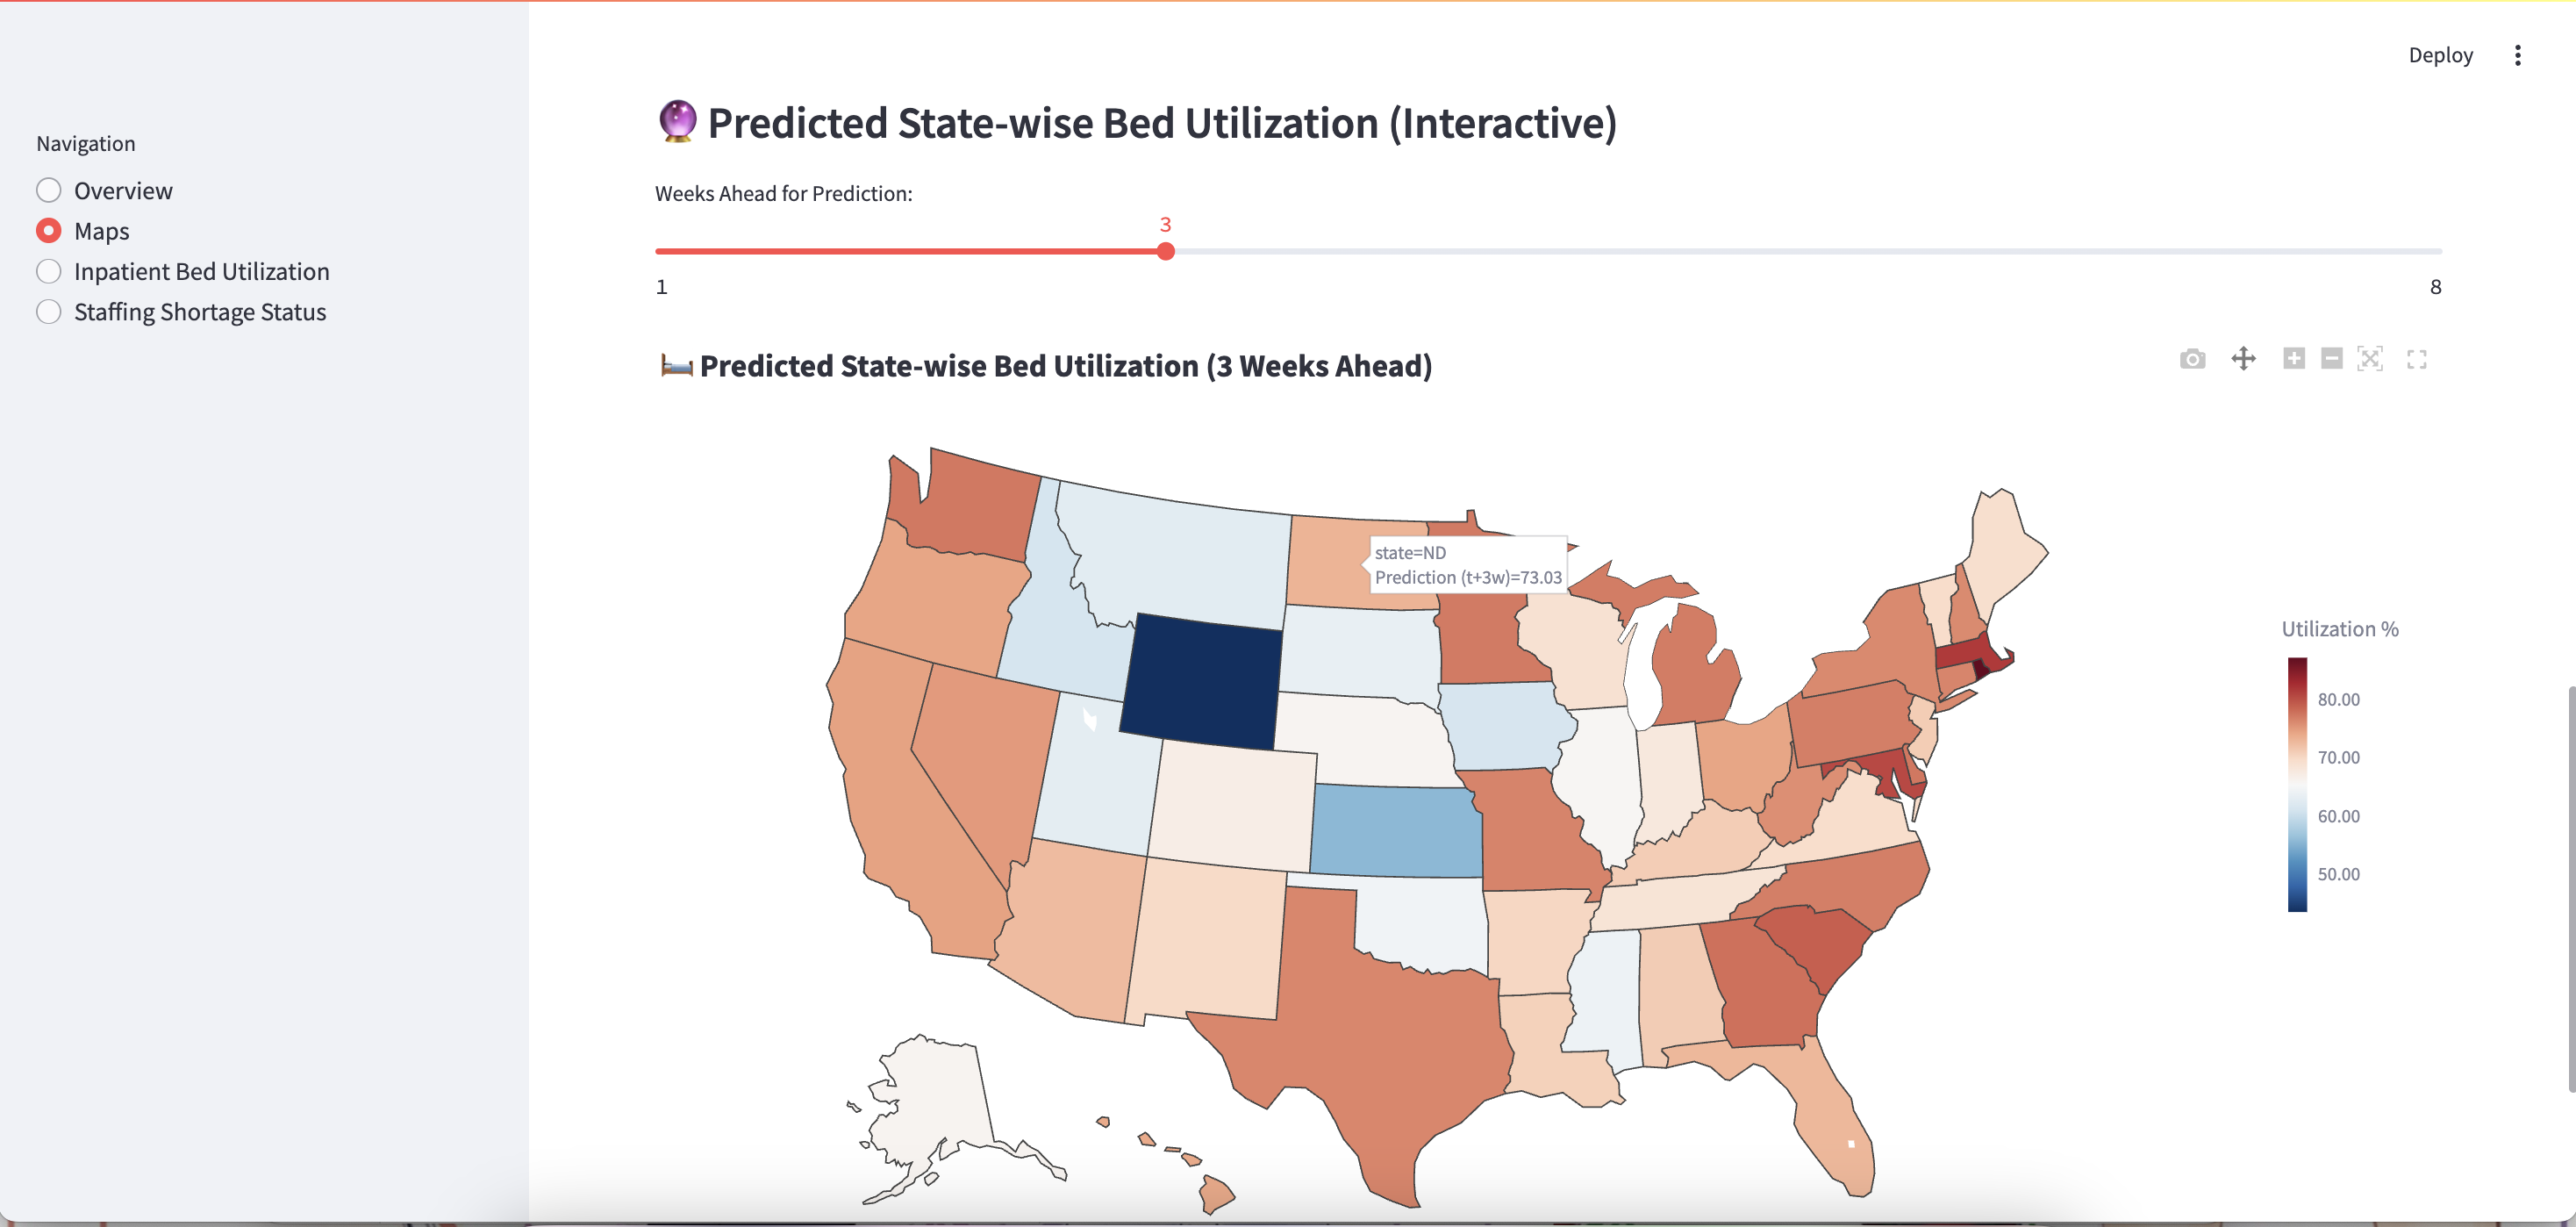 Deploy
Navigation
Overview
Maps
Inpatient Bed Utilization
Staffing Shortage Status
Predicted State-wise Bed Utilization (Interactive)
Weeks Ahead for Prediction:
3
1
8
Predicted State-wise Bed Utilization (3 Weeks Ahead)
state=ND
Prediction (t+3w)=73.03
Utilization %
80.00
70.00
60.00
50.00